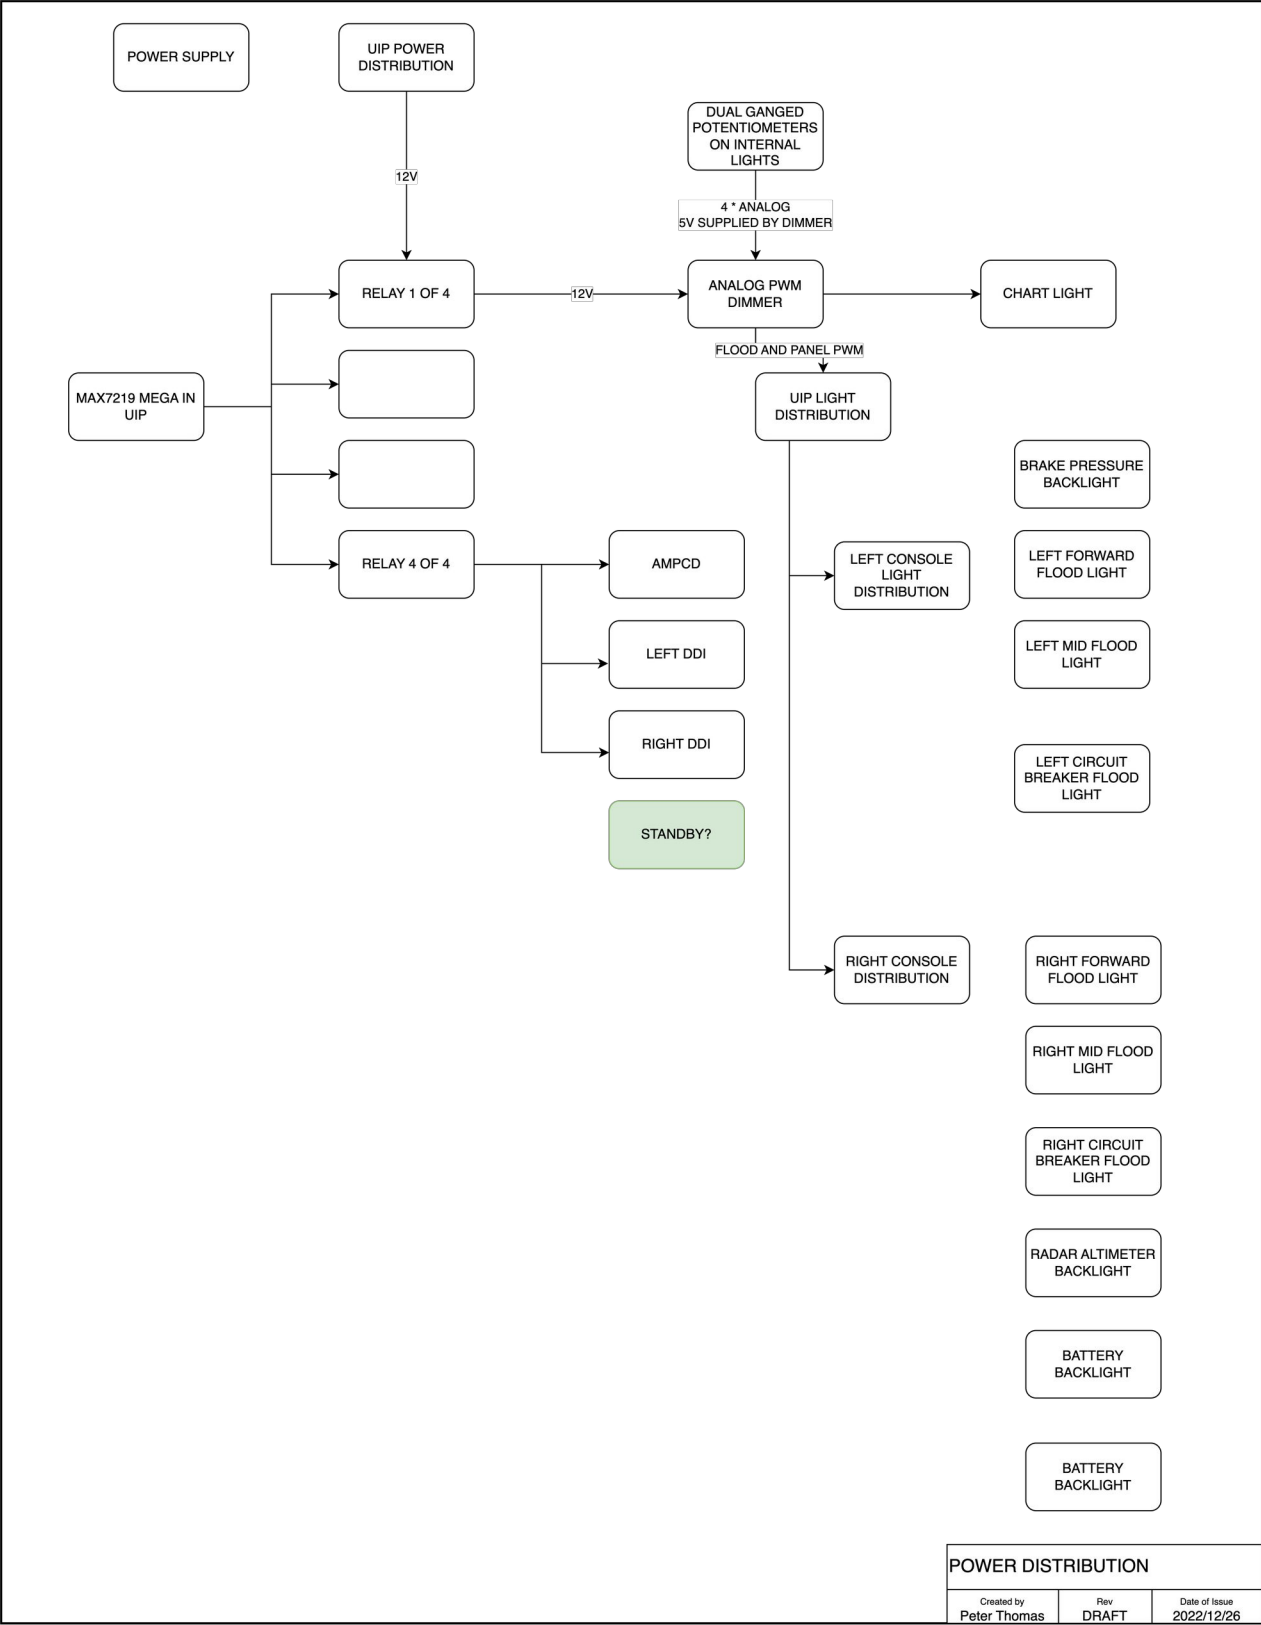 POWER SUPPLY
UIP POWER
DISTRIBUTION
12V
DUAL GANGED
POTENTIOMETERS
ON INTERNAL
LIGHTS
4 * ANALOG
5V SUPPLIED BY DIMMER
RELAY 1 OF 4
12V
ANALOG PWM
DIMMER
CHART LIGHT
FLOOD AND PANEL PWM
MAX7219 MEGA IN
UIP
UIP LIGHT
DISTRIBUTION
BRAKE PRESSURE
BACKLIGHT
RELAY 4 OF 4
AMPCD
LEFT CONSOLE
LIGHT
DISTRIBUTION
LEFT FORWARD
FLOOD LIGHT
LEFT DDI
LEFT MID FLOOD
LIGHT
RIGHT DDI
LEFT CIRCUIT
BREAKER FLOOD
LIGHT
STANDBY?
RIGHT CONSOLE
DISTRIBUTION
RIGHT FORWARD
FLOOD LIGHT
RIGHT MID FLOOD
LIGHT
RIGHT CIRCUIT
BREAKER FLOOD
LIGHT
RADAR ALTIMETER
BACKLIGHT
BATTERY
BACKLIGHT
BATTERY
BACKLIGHT
POWER DISTRIBUTION
Created by
Peter Thomas
Rev
DRAFT
Date of Issue
2022/12/26